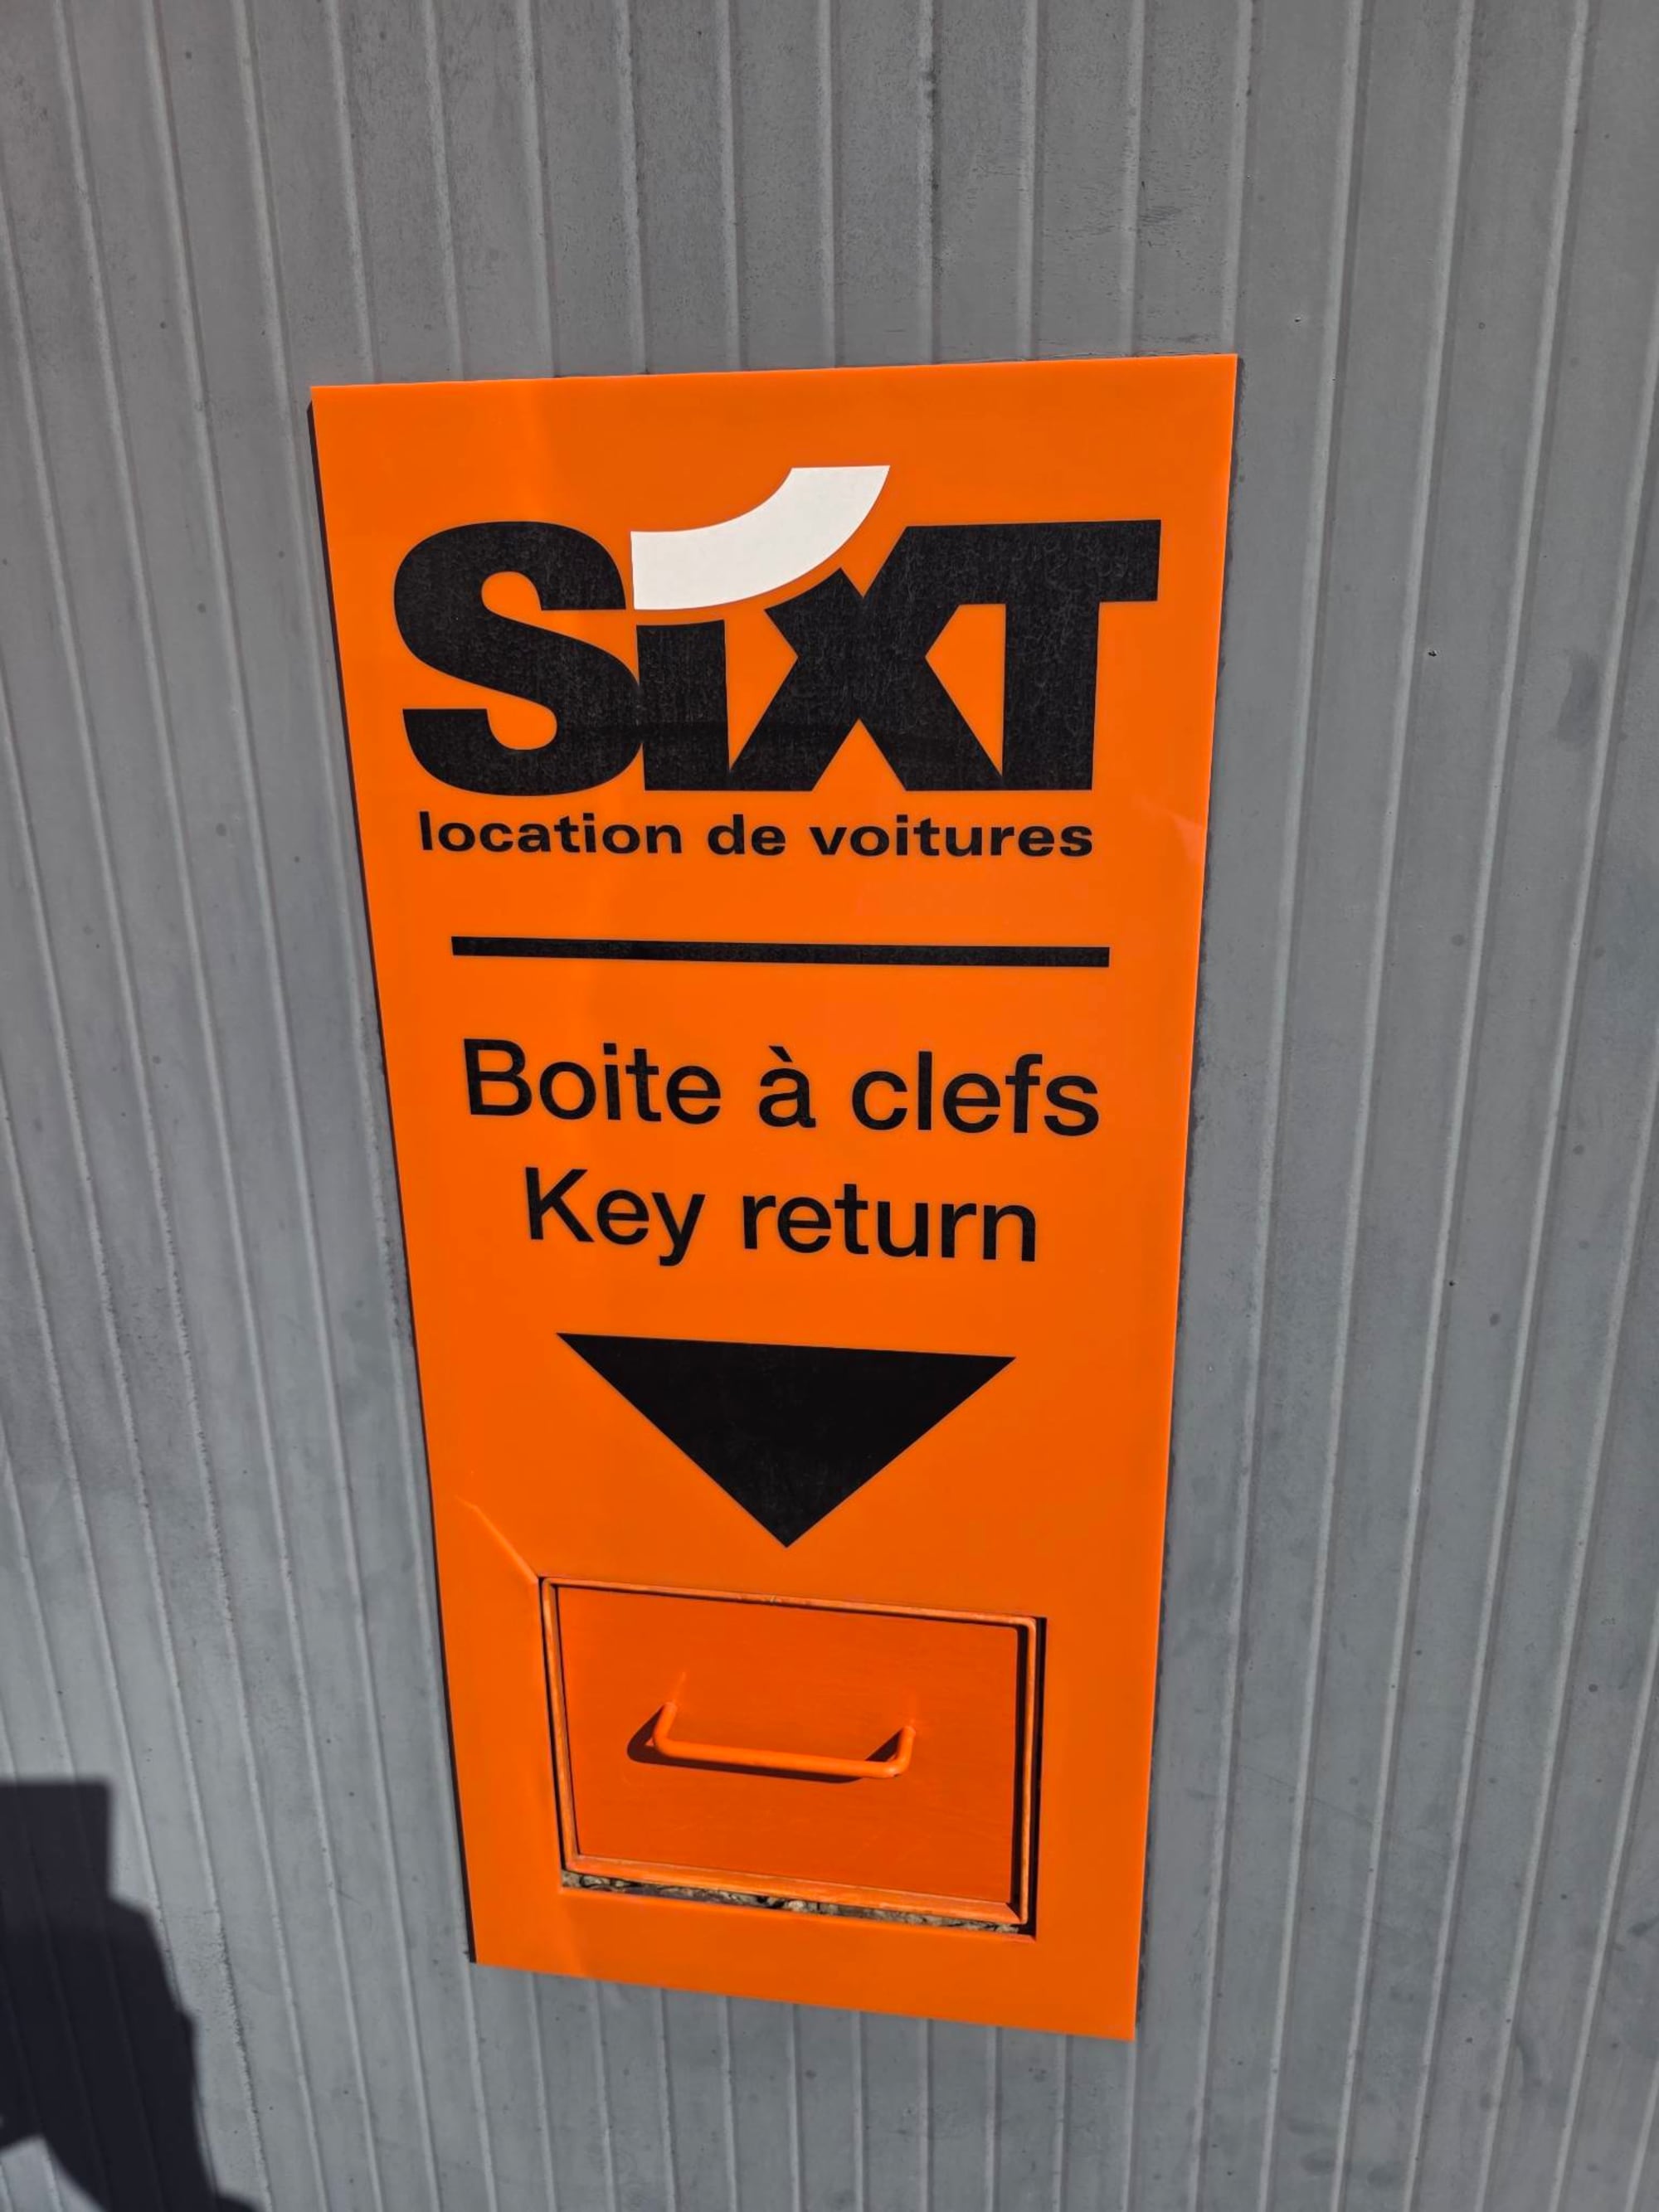 SiXT
location de voitures
Boite à clefs
Key return